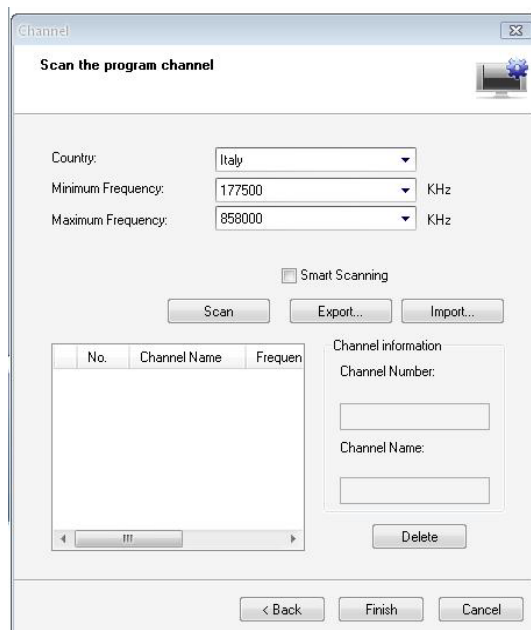 Channel
Scan the program channel
Country: Italy
Minimum Frequency: 177500 KHz
Maximum Frequency: 858000 KHz
Smart Scanning
Scan Export... Import...
No. Channel Name Frequen
Channel information
Channel Number:
Channel Name:
Delete
< Back Finish Cancel